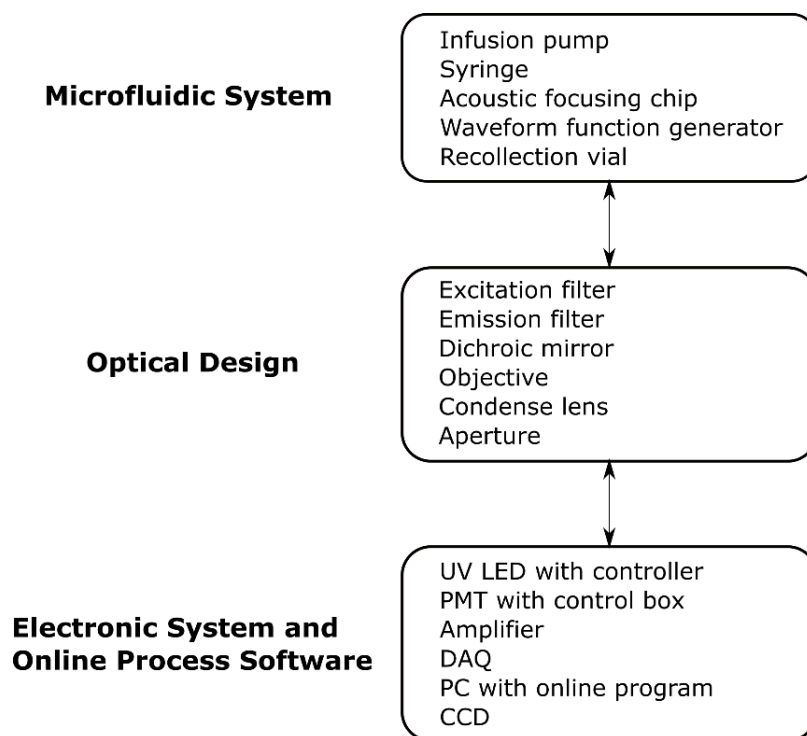 Microfluidic System
Infusion pump
Syringe
Acoustic focusing chip
Waveform function generator
Recollection vial
Optical Design
Excitation filter
Emission filter
Dichroic mirror
Objective
Condense lens
Aperture
Electronic System and
Online Process Software
UV LED with controller
PMT with control box
Amplifier
DAQ
PC with online program
CCD